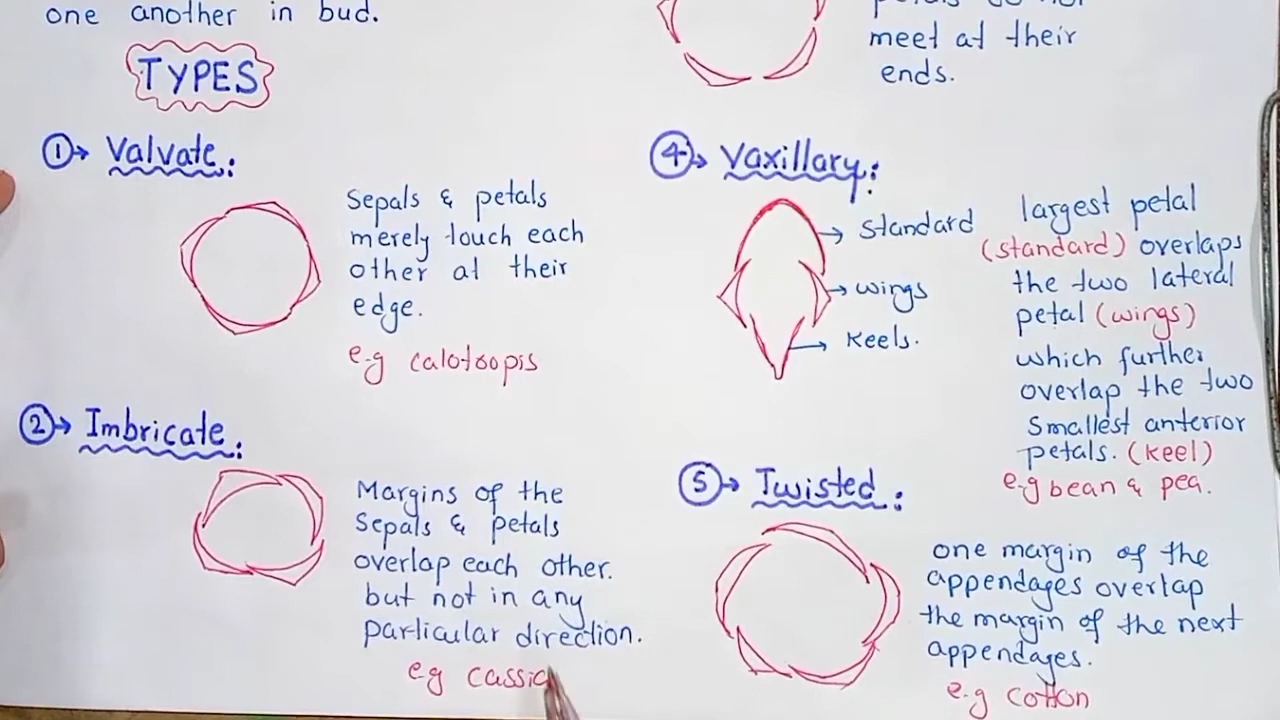 one another in bud.
TYPES
①→ Valvate:
Sepals & petals
merely touch each
other at their
edge.
e.g calotropis
②→ Imbricate:
Margins of the
Sepals & petals
overlap each other.
but not in any
particular direction.
e.g cassia
meet at their
ends.
④→ Vaxillary:
Standard
wings
Keels.
largest petal
(standard) overlaps
the two lateral
petal (wings)
which further
overlap the two
Smallest anterior
petals. (keel)
e.g bean & pea.
⑤→ Twisted:
one margin of the
appendages overlap
the margin of the next
appendages.
e.g cotton